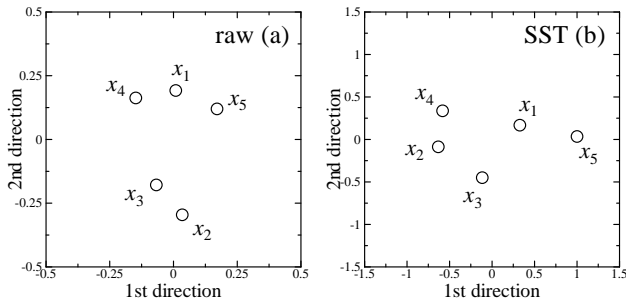 raw (a)
0.5
0.25
0
-0.25
-0.5
2nd direction
x1
x4
x5
x3
x2
-0.5 -0.25 0 0.25 0.5
1st direction
SST (b)
1.5
1
0.5
0
-0.5
-1
-1.5
2nd direction
x4
x1
x2
x5
x3
-1.5 -1 -0.5 0 0.5 1 1.5
1st direction